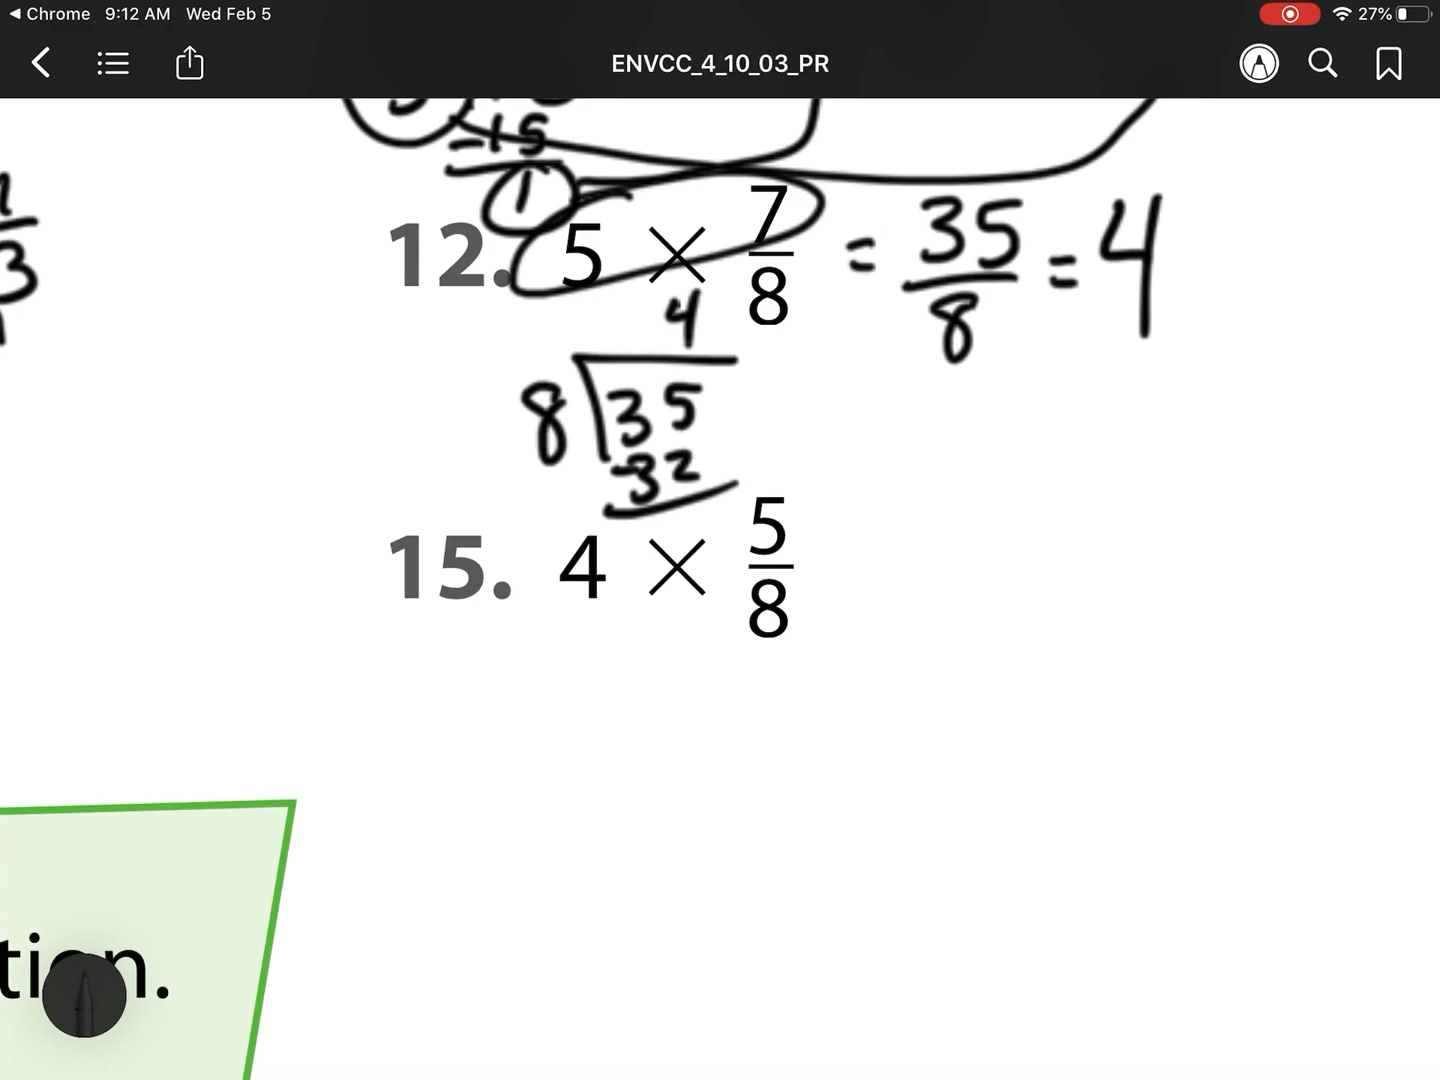 Chrome 9:12 AM Wed Feb 5 27%
ENVCC_4_10_03_PR
-15
1
3
12. 5 × 7/8 = 35/8 = 4
4
8 35
-32
15. 4 × 5/8